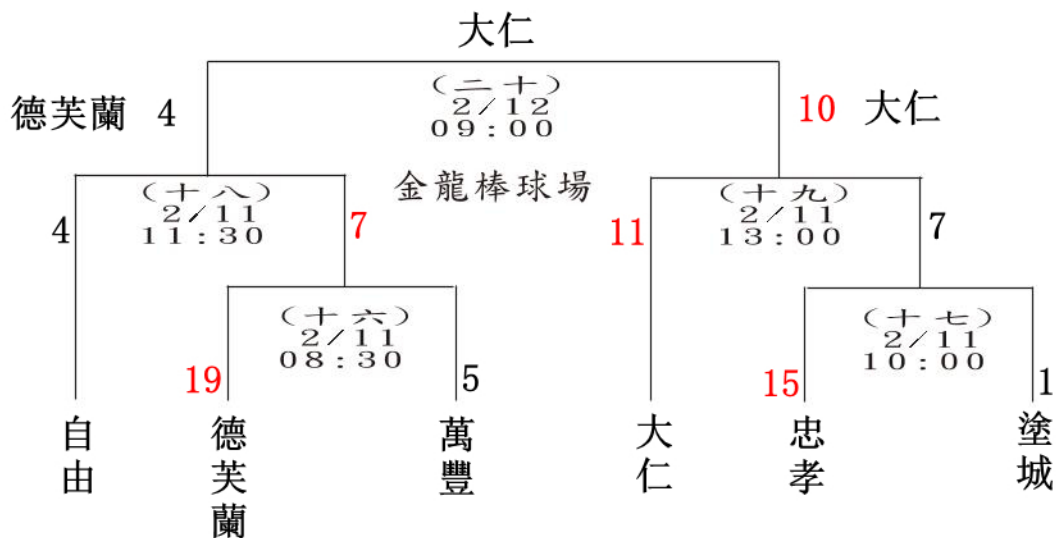 大仁
德芙蘭 4
(二十)
2/12
09:00
10 大仁
金龍棒球場
4
(十八)
2/11
11:30
7
11
(十九)
2/11
13:00
7
19
(十六)
2/11
08:30
5
15
(十七)
2/11
10:00
1
自由
德芙蘭
萬豐
大仁
忠孝
塗城